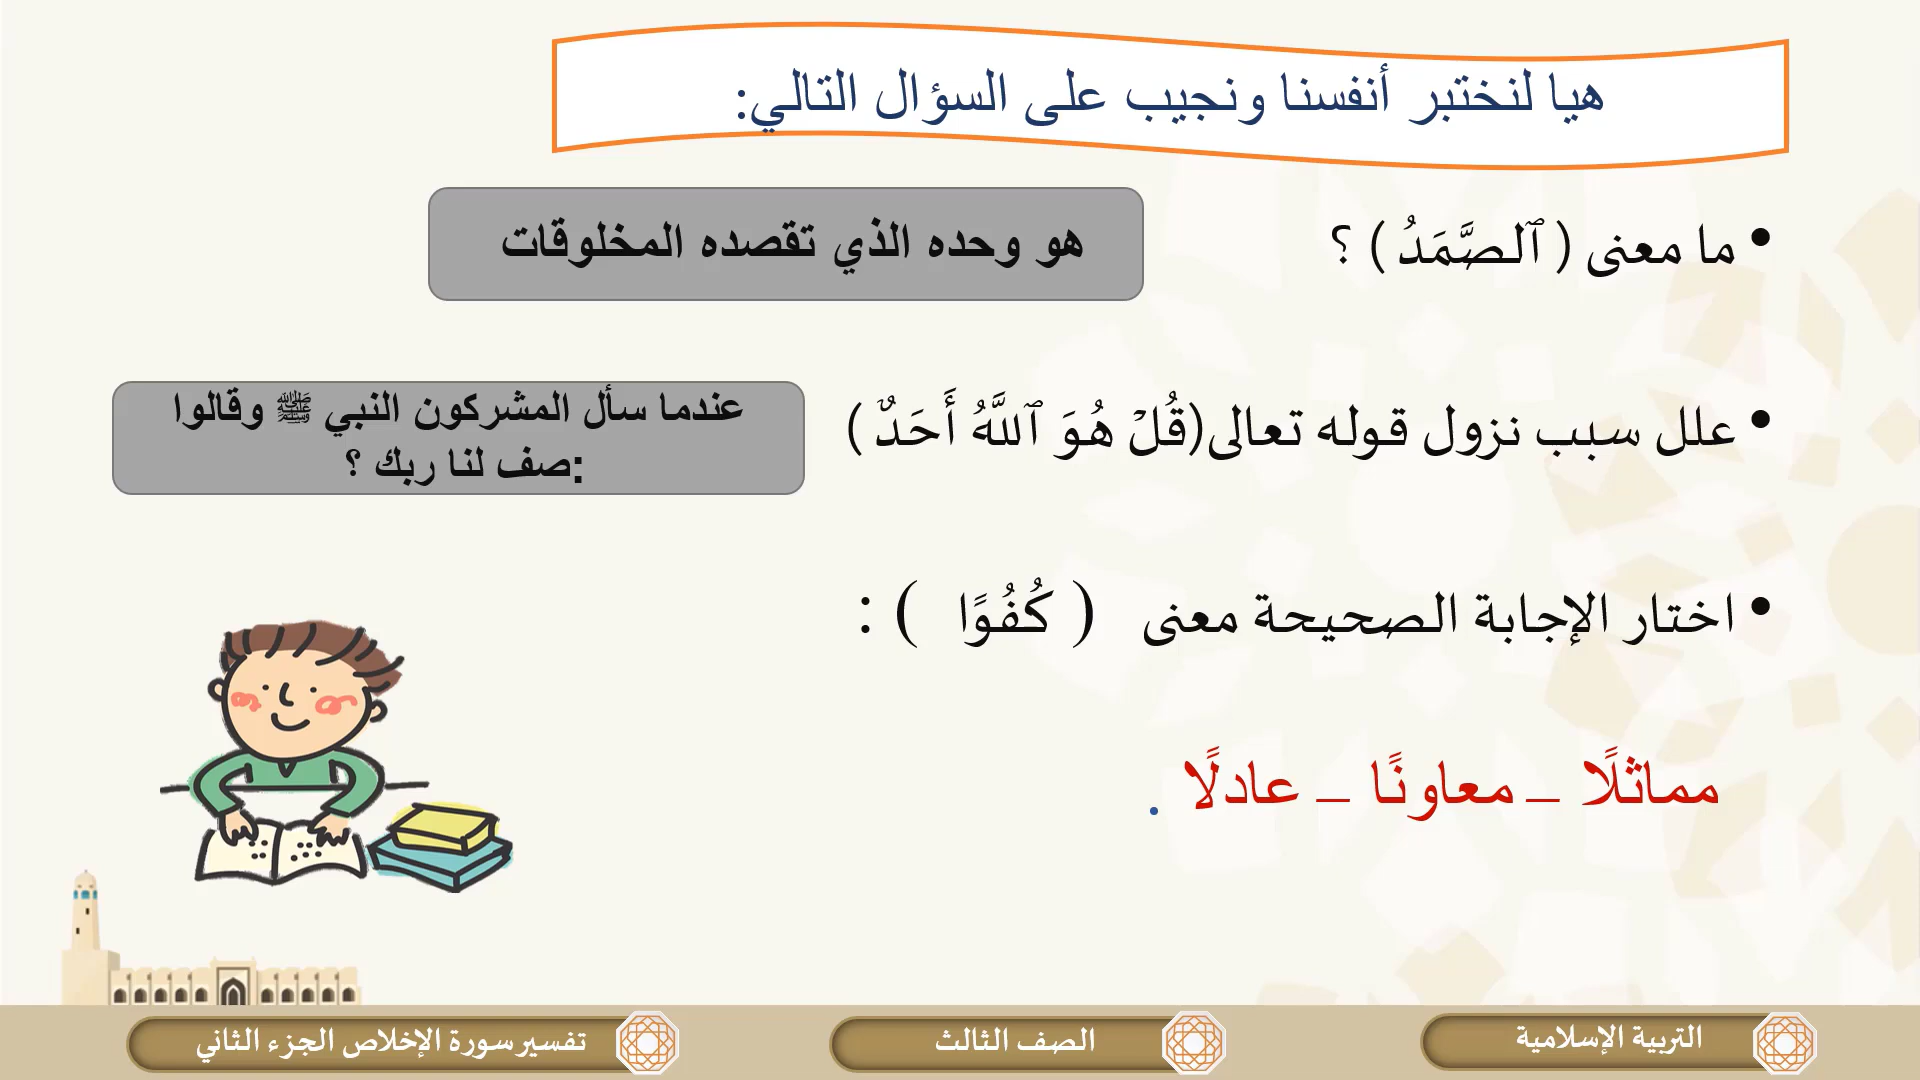 هيا لنختبر أنفسنا ونجيب على السؤال التالي:
• ما معنى ( ٱلصَّمَدُ ) ؟
هو وحده الذي تقصده المخلوقات
• علل سبب نزول قوله تعالى(قُلْ هُوَ ٱللَّهُ أَحَدٌ )
عندما سأل المشركون النبي ﷺ وقالوا
:صف لنا ربك ؟
• اختار الإجابة الصحيحة معنى ( كُفُوًا ) :
مماثلًا – معاونًا – عادلًا .
التربية الإسلامية
الصف الثالث
تفسير سورة الإخلاص الجزء الثاني